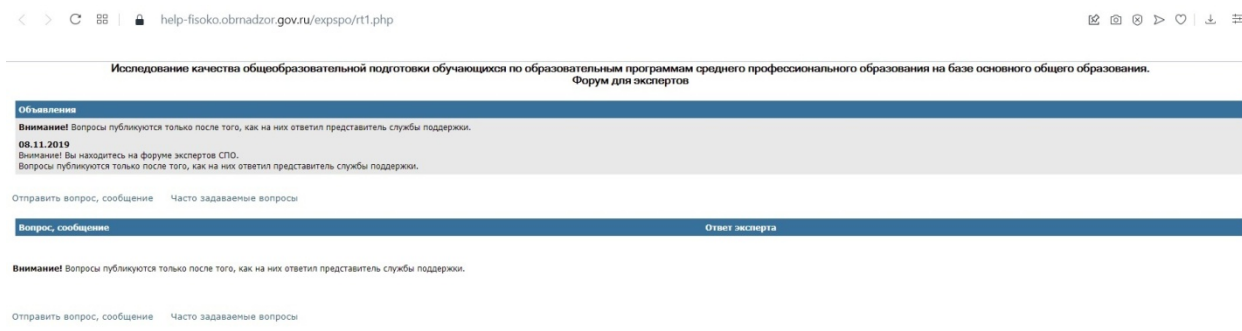 help-fisoko.obrnadzor.gov.ru/expspo/rt1.php
Исследование качества общеобразовательной подготовки обучающихся по образовательным программам среднего профессионального образования на базе основного общего образования.
Форум для экспертов
Объявления
Внимание! Вопросы публикуются только после того, как на них ответил представитель службы поддержки.
08.11.2019
Внимание! Вы находитесь на форуме экспертов СПО.
Вопросы публикуются только после того, как на них ответил представитель службы поддержки.
Отправить вопрос, сообщение Часто задаваемые вопросы
Вопрос, сообщение Ответ эксперта
Внимание! Вопросы публикуются только после того, как на них ответил представитель службы поддержки.
Отправить вопрос, сообщение Часто задаваемые вопросы